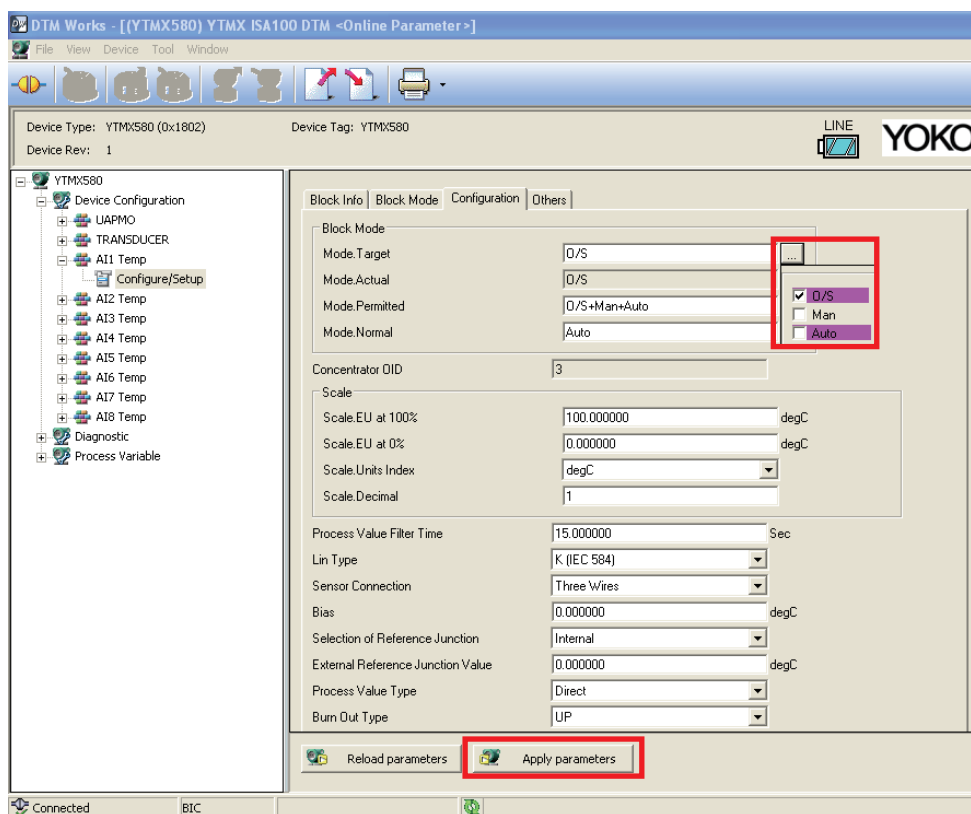 DTM Works - [(YTMX580) YTMX ISA100 DTM <Online Parameter>]
File View Device Tool Window
Device Type: YTMX580 (0x1802) Device Tag: YTMX580 LINE YOKO
Device Rev: 1
YTMX580
Device Configuration
UAPMO
TRANSDUCER
AI1 Temp
Configure/Setup
AI2 Temp
AI3 Temp
AI4 Temp
AI5 Temp
AI6 Temp
AI7 Temp
AI8 Temp
Diagnostic
Process Variable
Block Info Block Mode Configuration Others
Block Mode
Mode.Target O/S ...
Mode.Actual O/S
Mode.Permitted O/S+Man+Auto
Mode.Normal Auto
O/S
Man
Auto
Concentrator OID 3
Scale
Scale.EU at 100% 100.000000 degC
Scale.EU at 0% 0.000000 degC
Scale.Units Index degC
Scale.Decimal 1
Process Value Filter Time 15.000000 Sec
Lin Type K (IEC 584)
Sensor Connection Three Wires
Bias 0.000000 degC
Selection of Reference Junction Internal
External Reference Junction Value 0.000000 degC
Process Value Type Direct
Burn Out Type UP
Reload parameters Apply parameters
Connected BIC